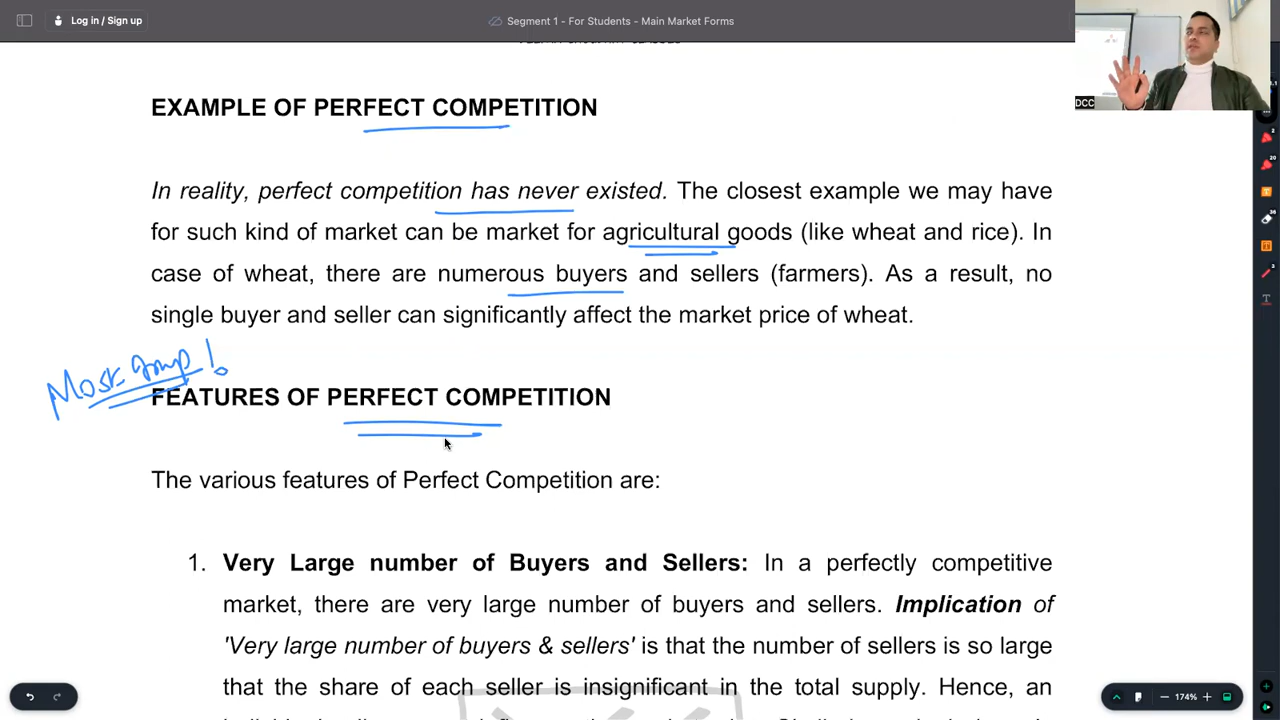 Log in / Sign up
Segment 1 - For Students - Main Market Forms
DCC
EXAMPLE OF PERFECT COMPETITION
In reality, perfect competition has never existed. The closest example we may have
for such kind of market can be market for agricultural goods (like wheat and rice). In
case of wheat, there are numerous buyers and sellers (farmers). As a result, no
single buyer and seller can significantly affect the market price of wheat.
Most Imp!
FEATURES OF PERFECT COMPETITION
The various features of Perfect Competition are:
1. Very Large number of Buyers and Sellers: In a perfectly competitive
market, there are very large number of buyers and sellers. Implication of
'Very large number of buyers & sellers' is that the number of sellers is so large
that the share of each seller is insignificant in the total supply. Hence, an
174%